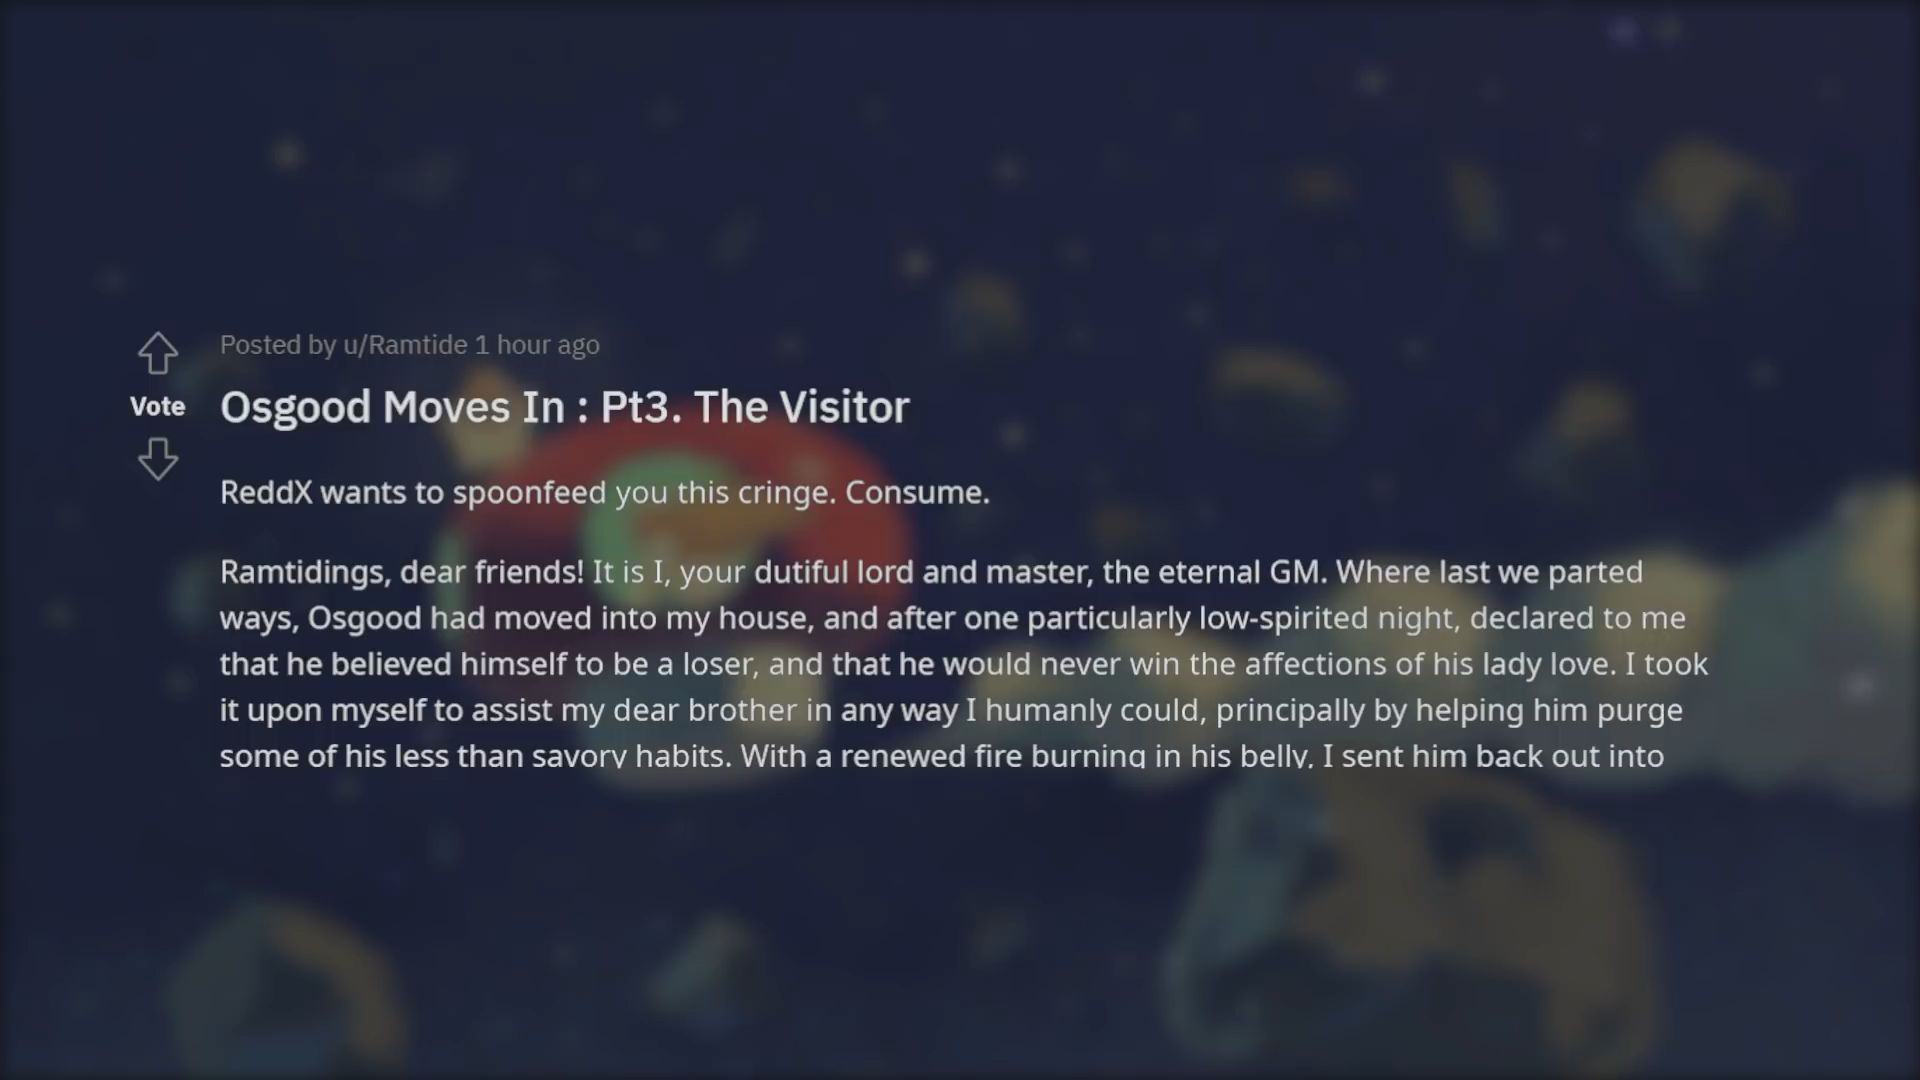 Posted by u/Ramtide 1 hour ago
Vote
Osgood Moves In : Pt3. The Visitor
ReddX wants to spoonfeed you this cringe. Consume.
Ramtidings, dear friends! It is I, your dutiful lord and master, the eternal GM. Where last we parted
ways, Osgood had moved into my house, and after one particularly low-spirited night, declared to me
that he believed himself to be a loser, and that he would never win the affections of his lady love. I took
it upon myself to assist my dear brother in any way I humanly could, principally by helping him purge
some of his less than savory habits. With a renewed fire burning in his belly, I sent him back out into